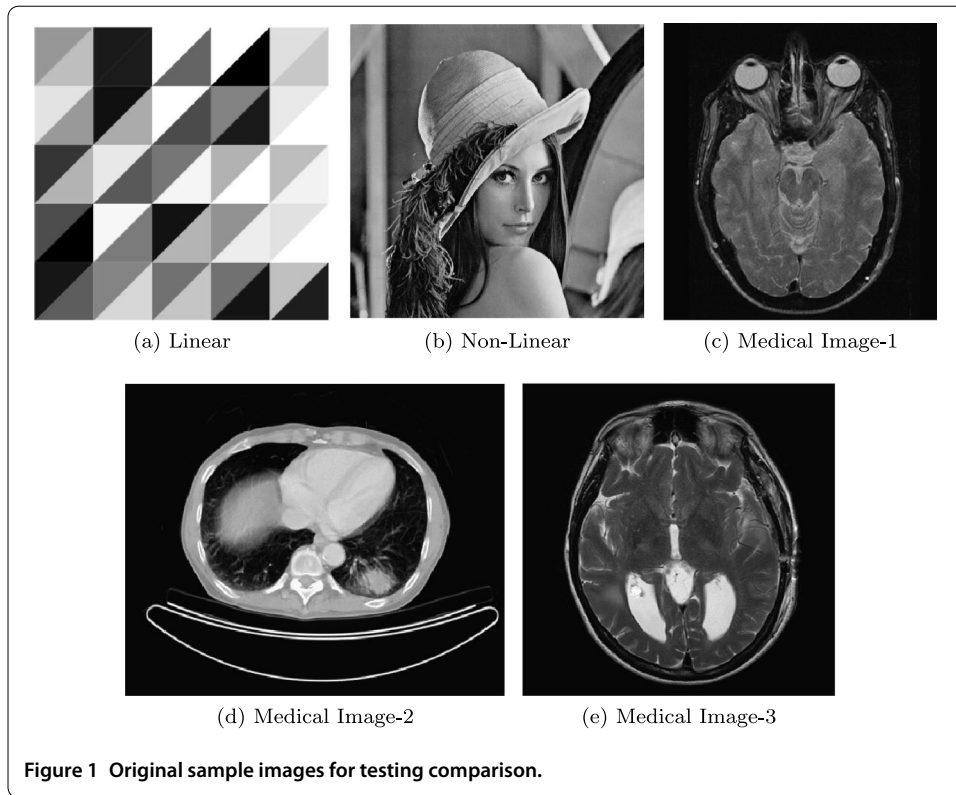 (a) Linear
(b) Non-Linear
(c) Medical Image-1
(d) Medical Image-2
(e) Medical Image-3
Figure 1 Original sample images for testing comparison.